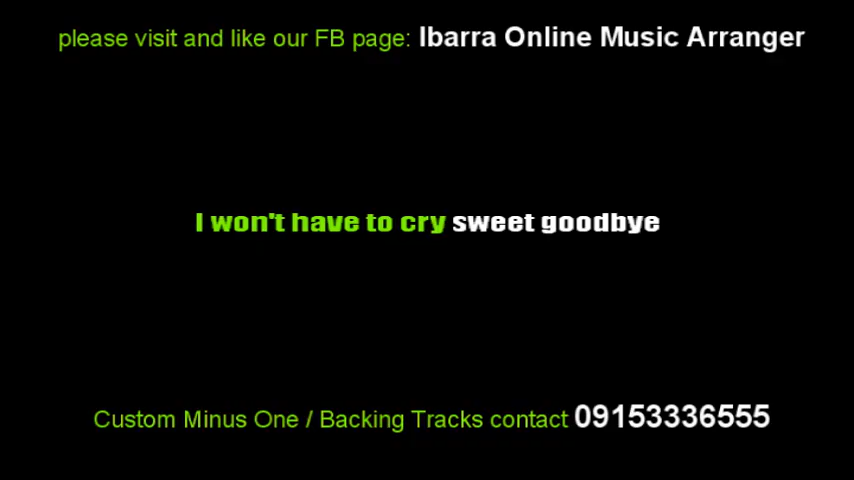 please visit and like our FB page: Ibarra Online Music Arranger
I won't have to cry sweet goodbye
Custom Minus One / Backing Tracks contact 09153336555